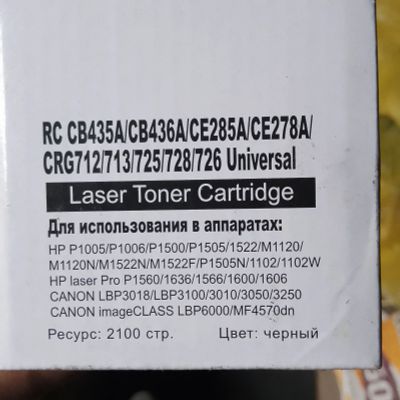 RC CB435A/CB436A/CE285A/CE278A/
CRG712/713/725/728/726 Universal
Laser Toner Cartridge
Для использования в аппаратах:
HP P1005/P1006/P1500/P1505/1522/M1120/
M1120N/M1522N/M1522F/P1505N/1102/1102W
HP laser Pro P1560/1636/1566/1600/1606
CANON LBP3018/LBP3100/3010/3050/3250
CANON imageCLASS LBP6000/MF4570dn
Ресурс: 2100 стр. Цвет: черный